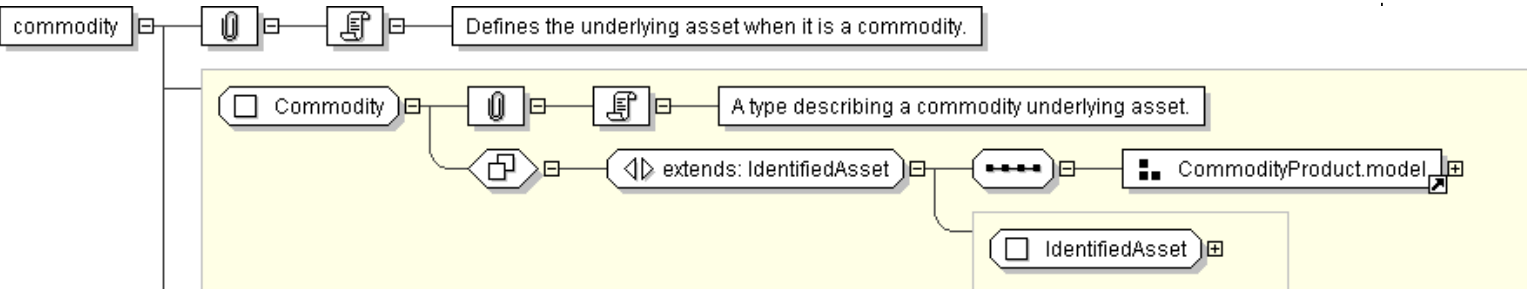 commodity Defines the underlying asset when it is a commodity.
Commodity A type describing a commodity underlying asset.
extends: IdentifiedAsset CommodityProduct.model
IdentifiedAsset